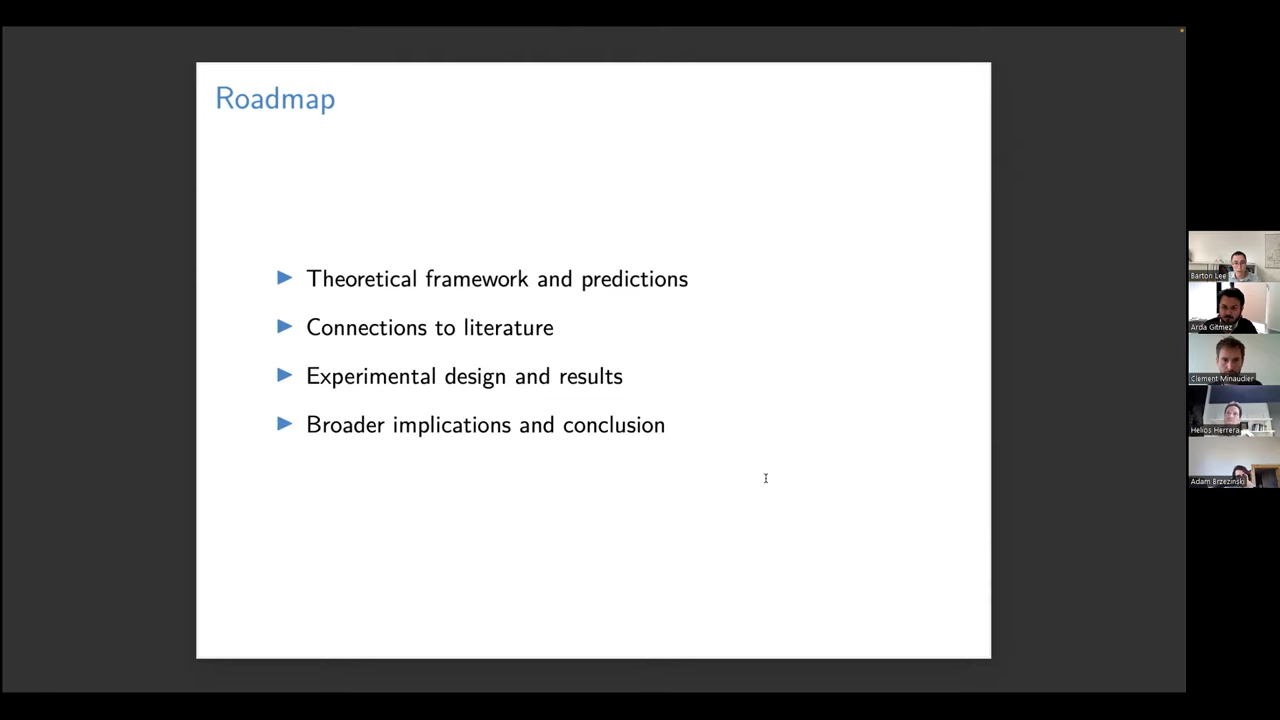 Roadmap
Theoretical framework and predictions
Connections to literature
Experimental design and results
Broader implications and conclusion
Barton Lee
Arda Gitmez
Clement Minaudier
Helios Herrera
Adam Brzezinski